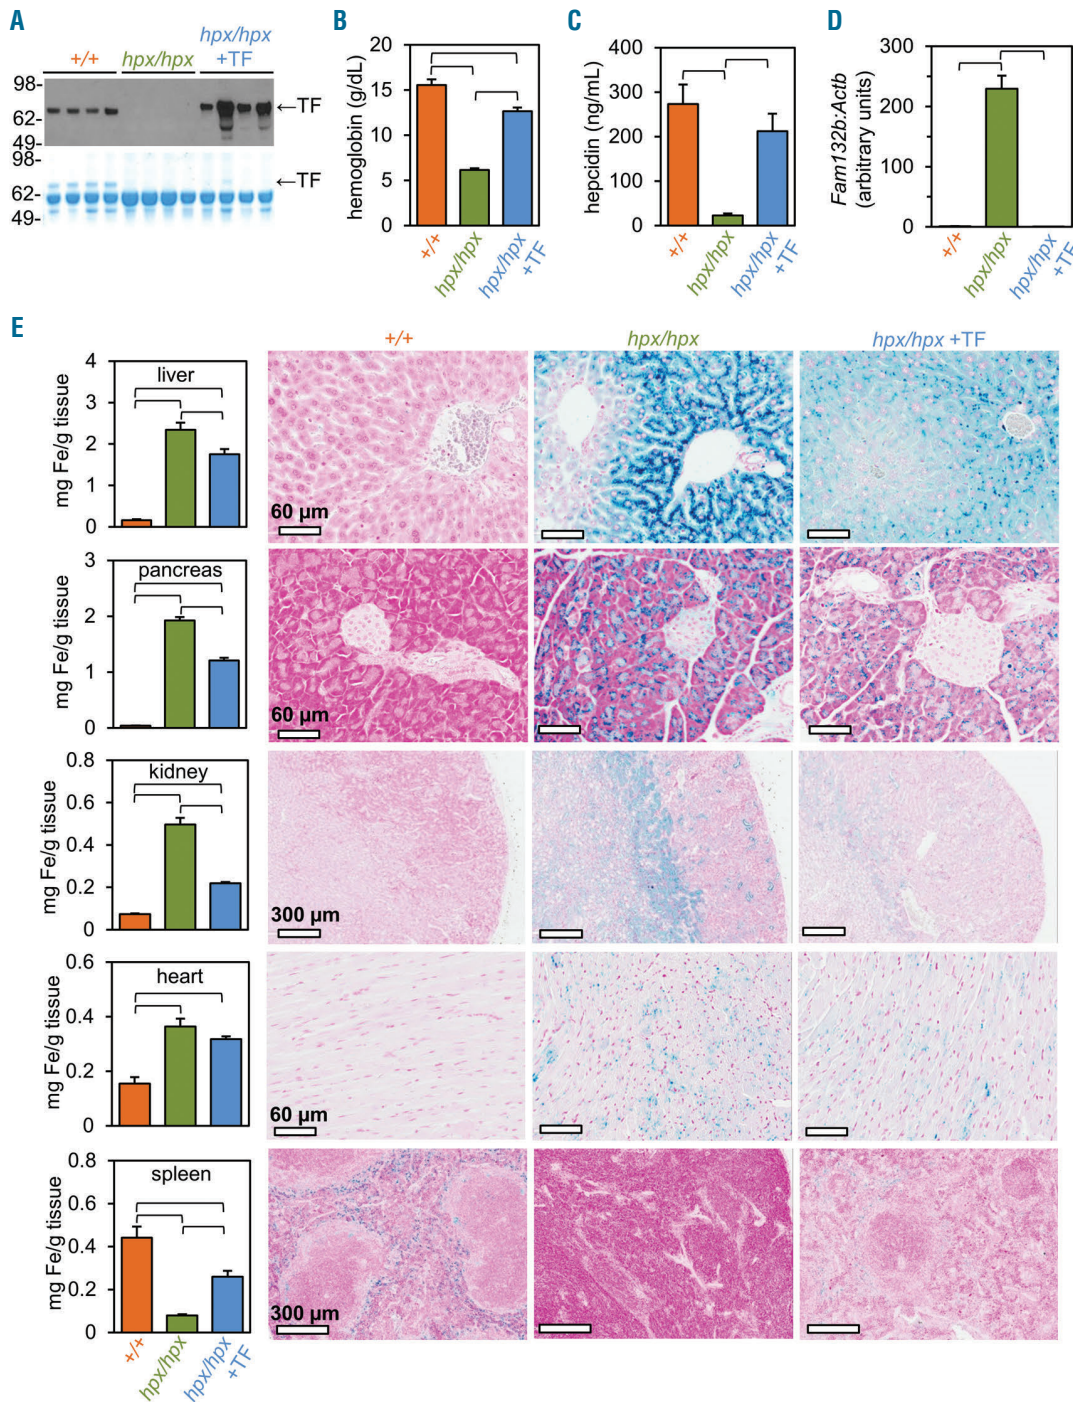 A
+/+ hpx/hpx hpx/hpx
+TF
98-
62-
49-
←TF
98-
62-
49-
←TF
B
hemoglobin (g/dL)
20
15
10
5
0
+/+
hpx/hpx
hpx/hpx
+TF
C
hepcidin (ng/mL)
400
300
200
100
0
+/+
hpx/hpx
hpx/hpx
+TF
D
Fam132b:Actb
(arbitrary units)
300
200
100
0
+/+
hpx/hpx
hpx/hpx
+TF
E
+/+ hpx/hpx hpx/hpx +TF
mg Fe/g tissue
4
3
2
1
0
liver
60 µm
mg Fe/g tissue
3
2
1
0
pancreas
60 µm
mg Fe/g tissue
0.8
0.6
0.4
0.2
0
kidney
300 µm
mg Fe/g tissue
0.6
0.4
0.2
0
heart
60 µm
mg Fe/g tissue
0.8
0.6
0.4
0.2
0
spleen
300 µm
+/+
hpx/hpx
hpx/hpx
+TF